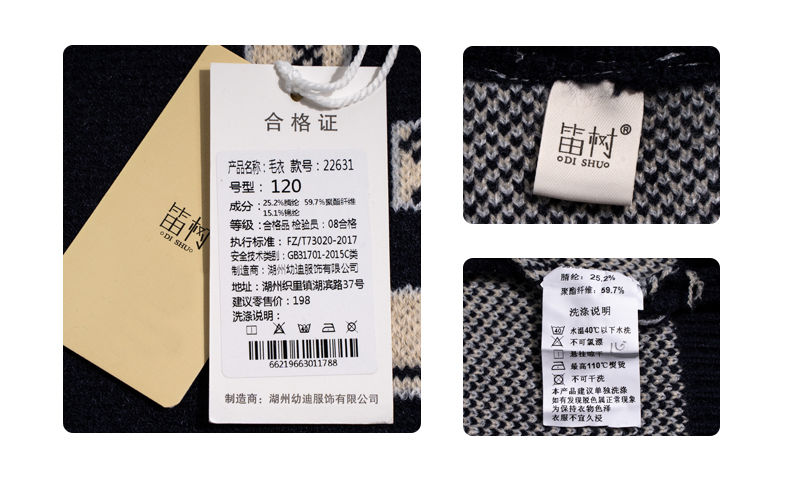 笛树
DI SHU
合格证
产品名称：毛衣 款号：22631
号型：120
成分：25.2%腈纶 59.7%聚酯纤维
15.1%锦纶
等级：合格品 检验员：08合格
执行标准：FZ/T73020-2017
安全技术类别：GB31701-2015C类
制造商：湖州幼迪服饰有限公司
地址：湖州织里镇湖滨路37号
建议零售价：198
洗涤说明：
66219663011788
制造商：湖州幼迪服饰有限公司
笛树®
DI SHU
腈纶：25.2%
聚酯纤维：59.7%
洗涤说明
40 水温40℃以下水洗
不可氯漂
悬挂晾干
最高110℃熨烫
不可干洗
本产品建议单独洗涤
如有发现脱色属正常现象
为保持衣物色泽
衣服不宜久浸